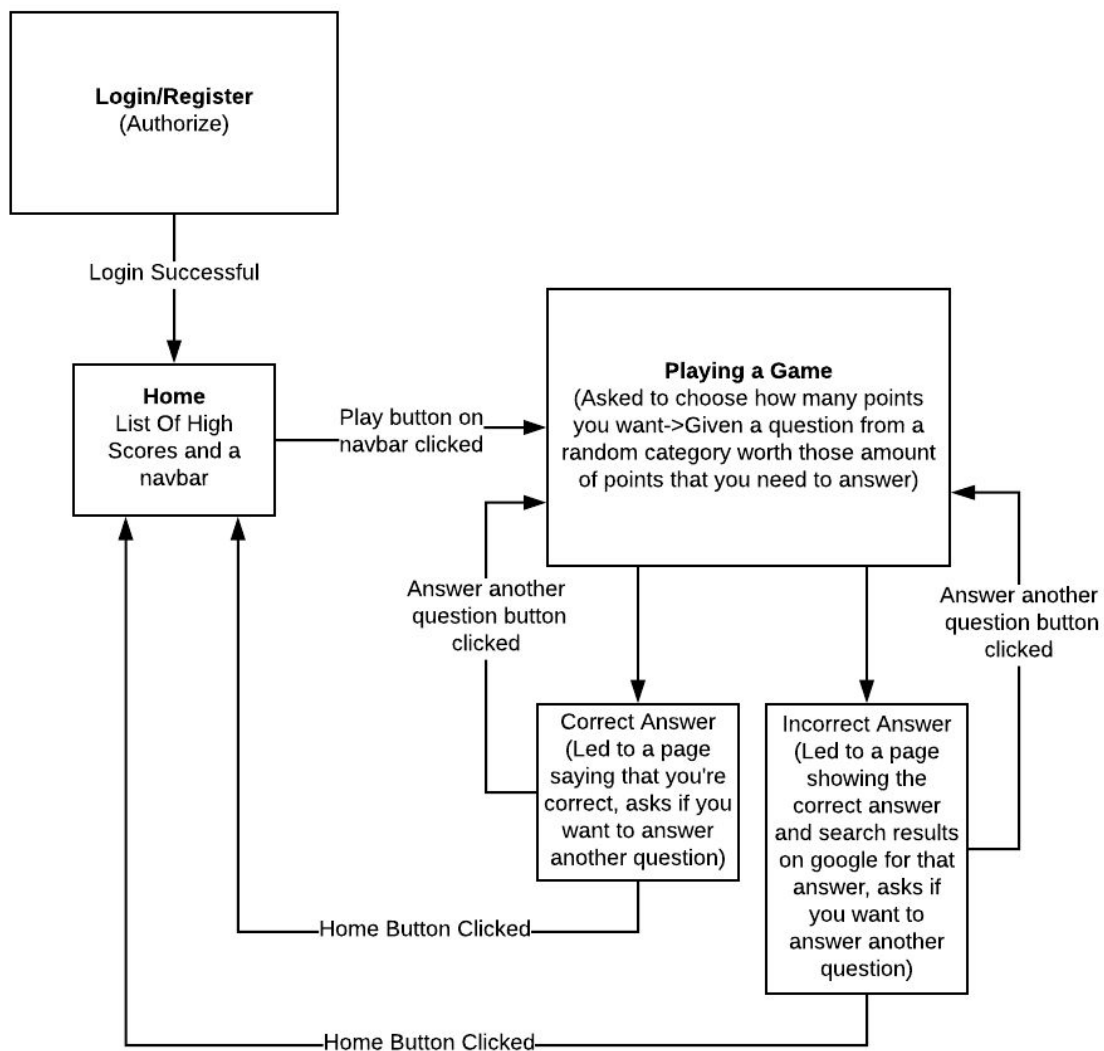 Login/Register
(Authorize)
Login Successful
Home
List Of High
Scores and a
navbar
Play button on
navbar clicked
Playing a Game
(Asked to choose how many points
you want->Given a question from a
random category worth those amount
of points that you need to answer)
Answer another
question button
clicked
Answer another
question button
clicked
Correct Answer
(Led to a page
saying that you're
correct, asks if you
want to answer
another question)
Incorrect Answer
(Led to a page
showing the
correct answer
and search results
on google for that
answer, asks if
you want to
answer another
question)
Home Button Clicked
Home Button Clicked